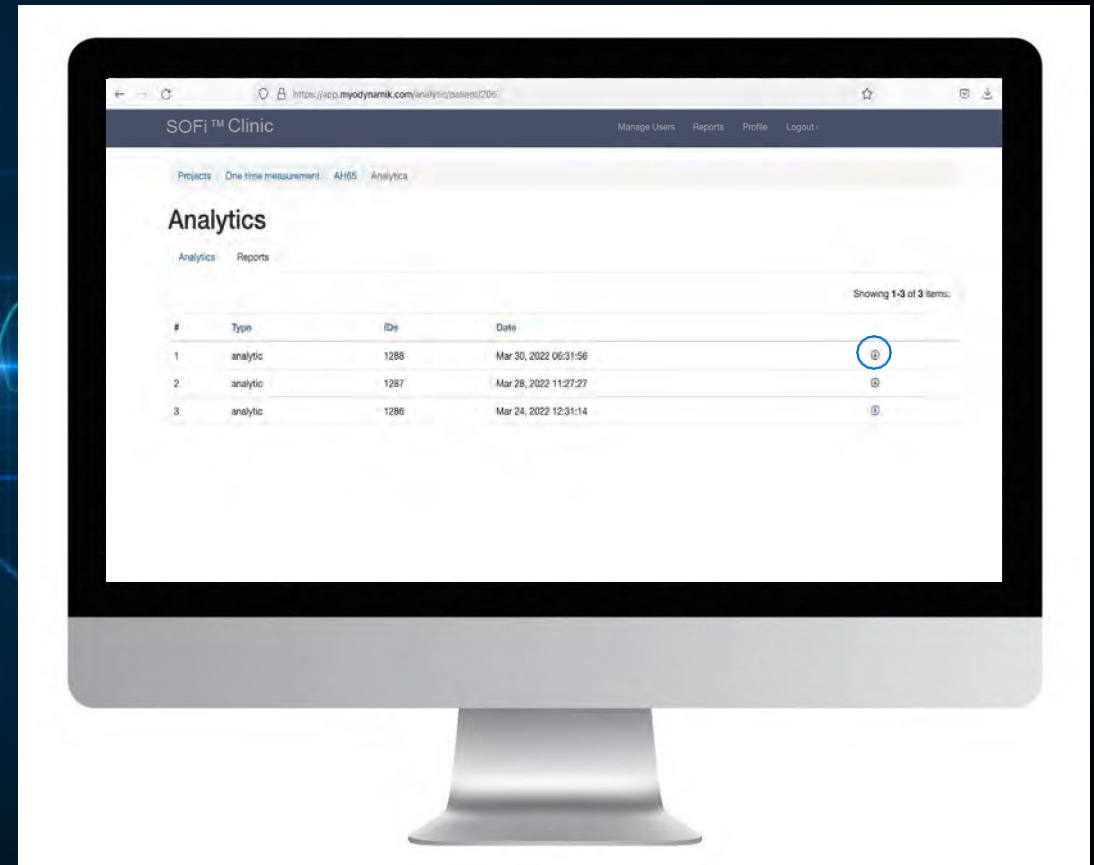 https://app.myodynamik.com/analytic/patient/206
SOFi™ Clinic Manage Users Reports Profile Logout
Projects One time measurement AH65 Analytics
Analytics
Analytics Reports
Showing 1-3 of 3 items.
# Type IDs Date
1 analytic 1288 Mar 30, 2022 06:31:56
2 analytic 1287 Mar 28, 2022 11:27:27
3 analytic 1286 Mar 24, 2022 12:31:14